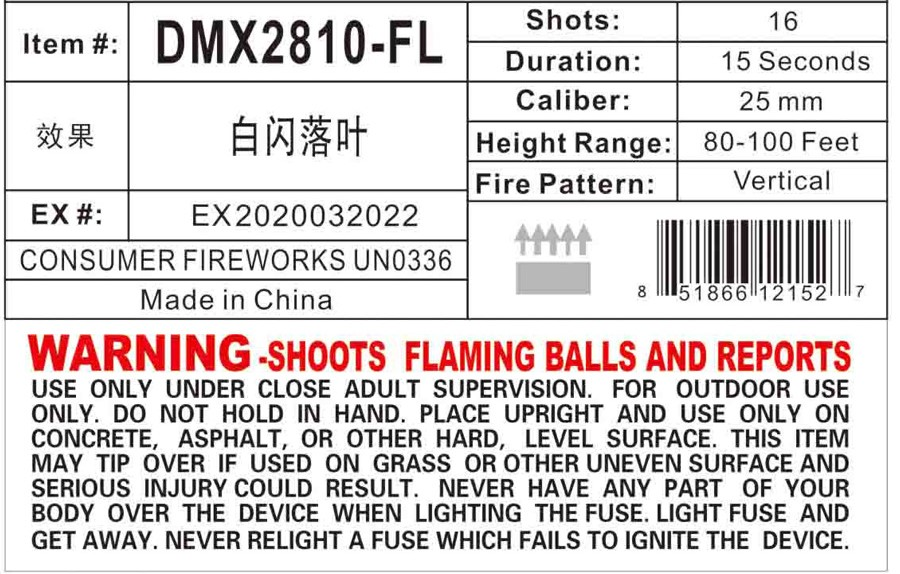 Item #: DMX2810-FL
效果 白闪落叶
EX #: EX2020032022
CONSUMER FIREWORKS UN0336
Made in China
Shots: 16
Duration: 15 Seconds
Caliber: 25 mm
Height Range: 80-100 Feet
Fire Pattern: Vertical
8 51866 12152 7
WARNING -SHOOTS FLAMING BALLS AND REPORTS
USE ONLY UNDER CLOSE ADULT SUPERVISION. FOR OUTDOOR USE
ONLY. DO NOT HOLD IN HAND. PLACE UPRIGHT AND USE ONLY ON
CONCRETE, ASPHALT, OR OTHER HARD, LEVEL SURFACE. THIS ITEM
MAY TIP OVER IF USED ON GRASS OR OTHER UNEVEN SURFACE AND
SERIOUS INJURY COULD RESULT. NEVER HAVE ANY PART OF YOUR
BODY OVER THE DEVICE WHEN LIGHTING THE FUSE. LIGHT FUSE AND
GET AWAY. NEVER RELIGHT A FUSE WHICH FAILS TO IGNITE THE DEVICE.